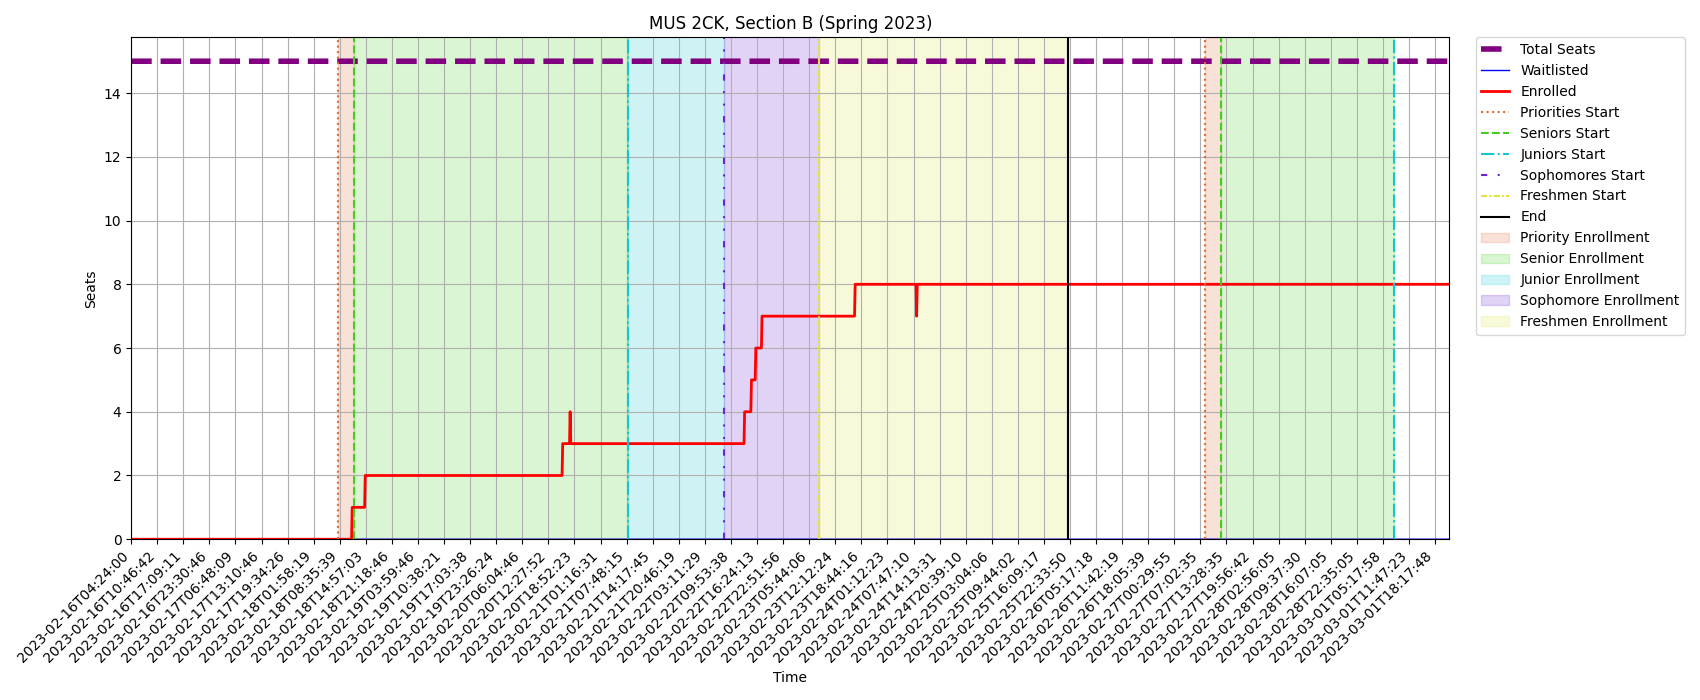 MUS 2CK, Section B (Spring 2023)
Total Seats
Waitlisted
Enrolled
Priorities Start
Seniors Start
Juniors Start
Sophomores Start
Freshmen Start
End
Priority Enrollment
Senior Enrollment
Junior Enrollment
Sophomore Enrollment
Freshmen Enrollment
Seats
14
12
10
8
6
4
2
0
2023-02-16T04:24:00
2023-02-16T10:46:42
2023-02-16T17:09:11
2023-02-16T23:30:46
2023-02-17T06:48:09
2023-02-17T13:10:46
2023-02-17T19:34:26
2023-02-18T01:58:19
2023-02-18T08:35:39
2023-02-18T14:57:03
2023-02-18T21:18:46
2023-02-19T03:59:46
2023-02-19T10:38:21
2023-02-19T17:03:38
2023-02-19T23:26:24
2023-02-20T06:04:46
2023-02-20T12:27:52
2023-02-20T18:52:23
2023-02-21T01:16:31
2023-02-21T07:48:15
2023-02-21T14:17:45
2023-02-21T20:46:19
2023-02-22T03:11:29
2023-02-22T09:53:38
2023-02-22T16:24:13
2023-02-22T22:51:56
2023-02-23T05:44:06
2023-02-23T12:12:24
2023-02-23T18:44:16
2023-02-24T01:12:23
2023-02-24T07:47:10
2023-02-24T14:13:31
2023-02-24T20:39:10
2023-02-25T03:04:06
2023-02-25T09:44:02
2023-02-25T16:09:17
2023-02-25T22:33:50
2023-02-26T05:17:18
2023-02-26T11:42:19
2023-02-26T18:05:39
2023-02-27T00:29:55
2023-02-27T07:02:35
2023-02-27T13:28:35
2023-02-27T19:56:42
2023-02-28T02:56:05
2023-02-28T09:37:30
2023-02-28T16:07:05
2023-02-28T22:35:05
2023-03-01T05:17:58
2023-03-01T11:47:23
2023-03-01T18:17:48
Time